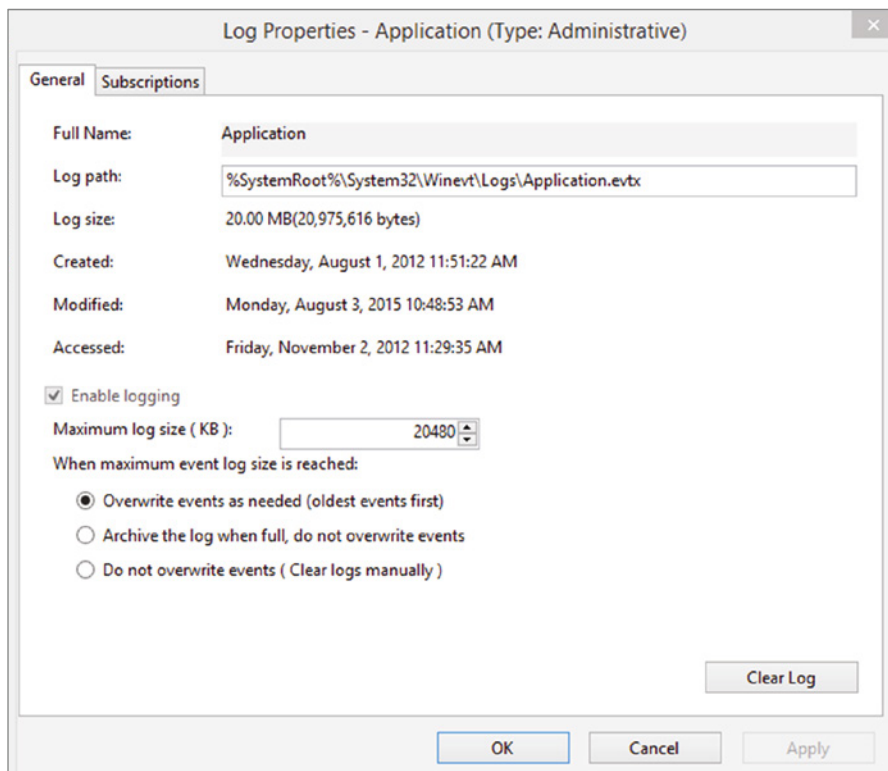 Log Properties - Application (Type: Administrative)
General Subscriptions
Full Name: Application
Log path: %SystemRoot%\System32\Winevt\Logs\Application.evtx
Log size: 20.00 MB(20,975,616 bytes)
Created: Wednesday, August 1, 2012 11:51:22 AM
Modified: Monday, August 3, 2015 10:48:53 AM
Accessed: Friday, November 2, 2012 11:29:35 AM
Enable logging
Maximum log size ( KB ): 20480
When maximum event log size is reached:
Overwrite events as needed (oldest events first)
Archive the log when full, do not overwrite events
Do not overwrite events ( Clear logs manually )
Clear Log
OK Cancel Apply